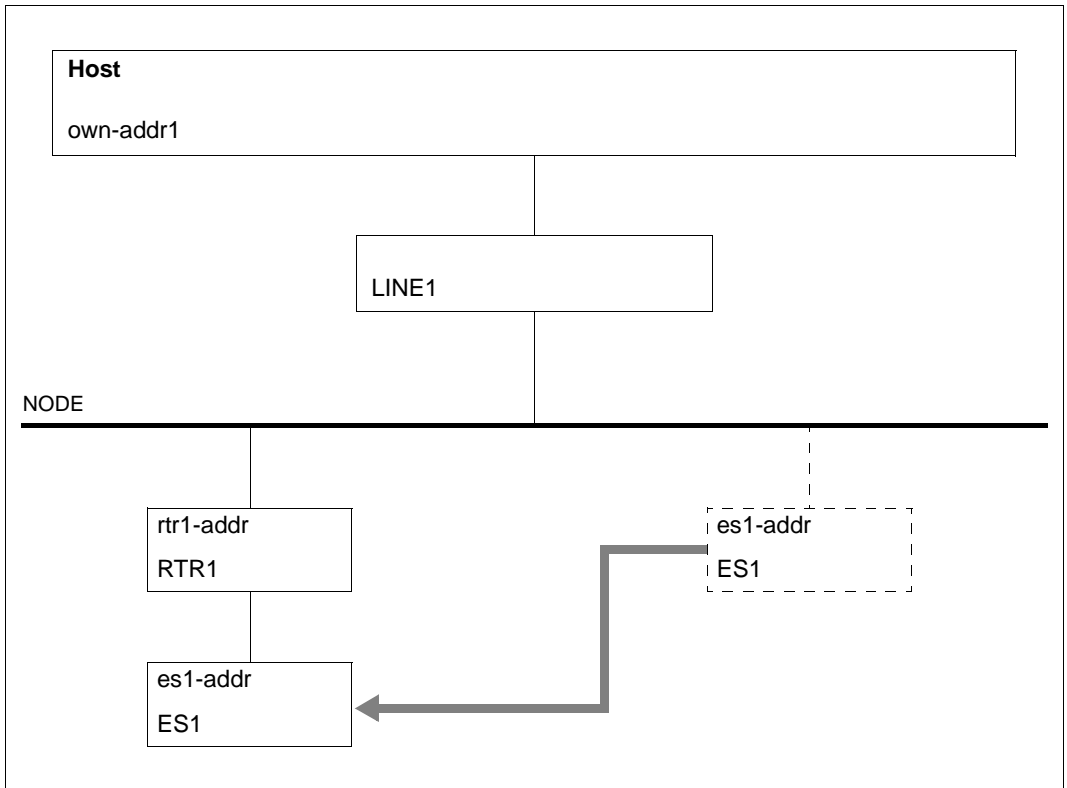 Host
own-addr1
LINE1
NODE
rtr1-addr
RTR1
es1-addr
ES1
es1-addr
ES1